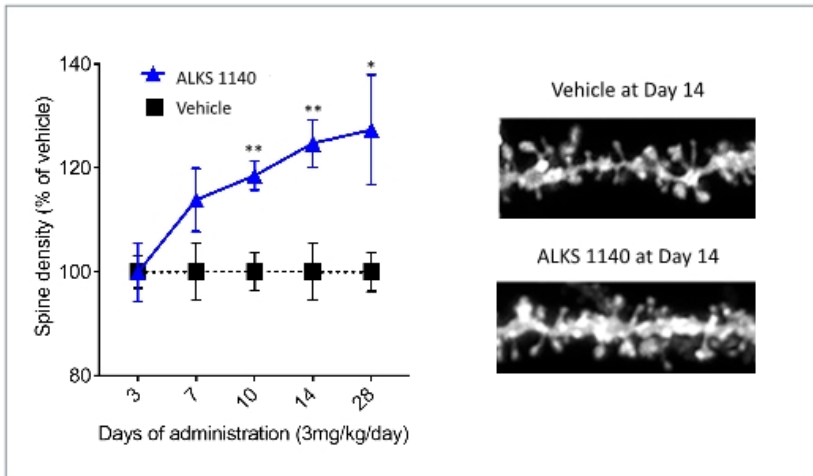 140
120
100
80
Spine density (% of vehicle)
ALKS 1140
Vehicle
**
**
*
3
7
10
14
28
Days of administration (3mg/kg/day)
Vehicle at Day 14
ALKS 1140 at Day 14